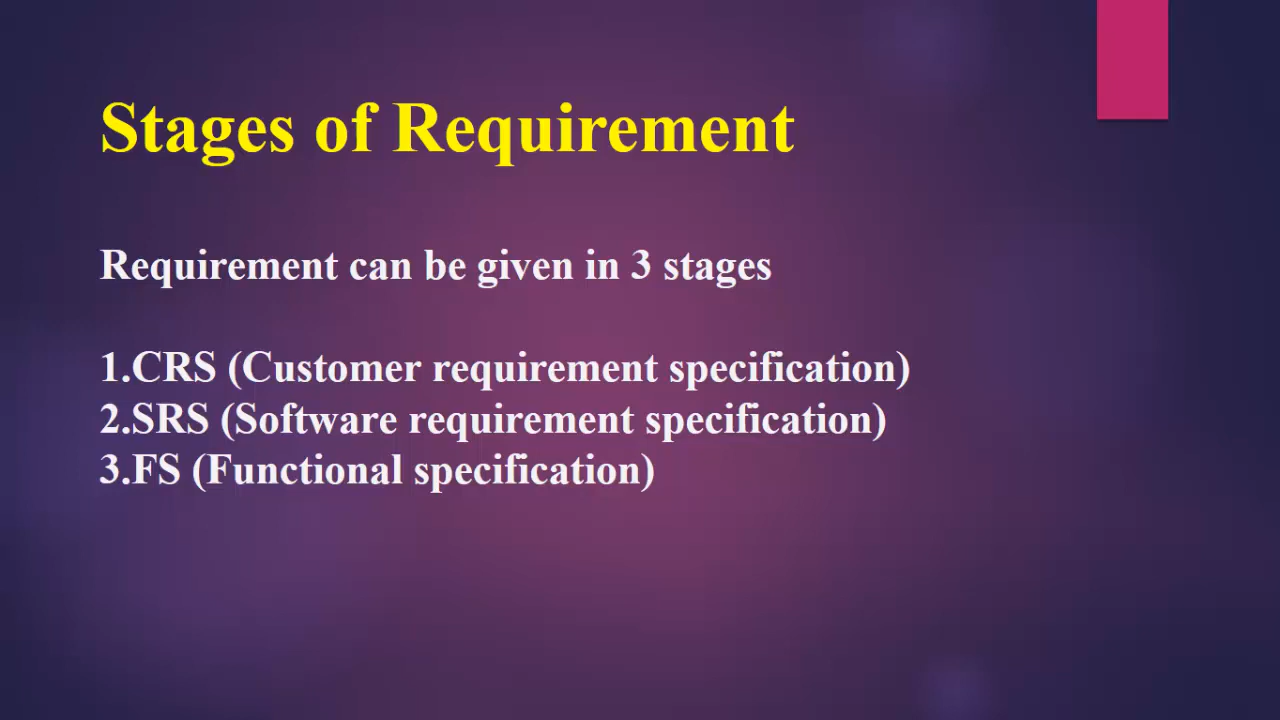 Stages of Requirement
Requirement can be given in 3 stages
1.CRS (Customer requirement specification)
2.SRS (Software requirement specification)
3.FS (Functional specification)